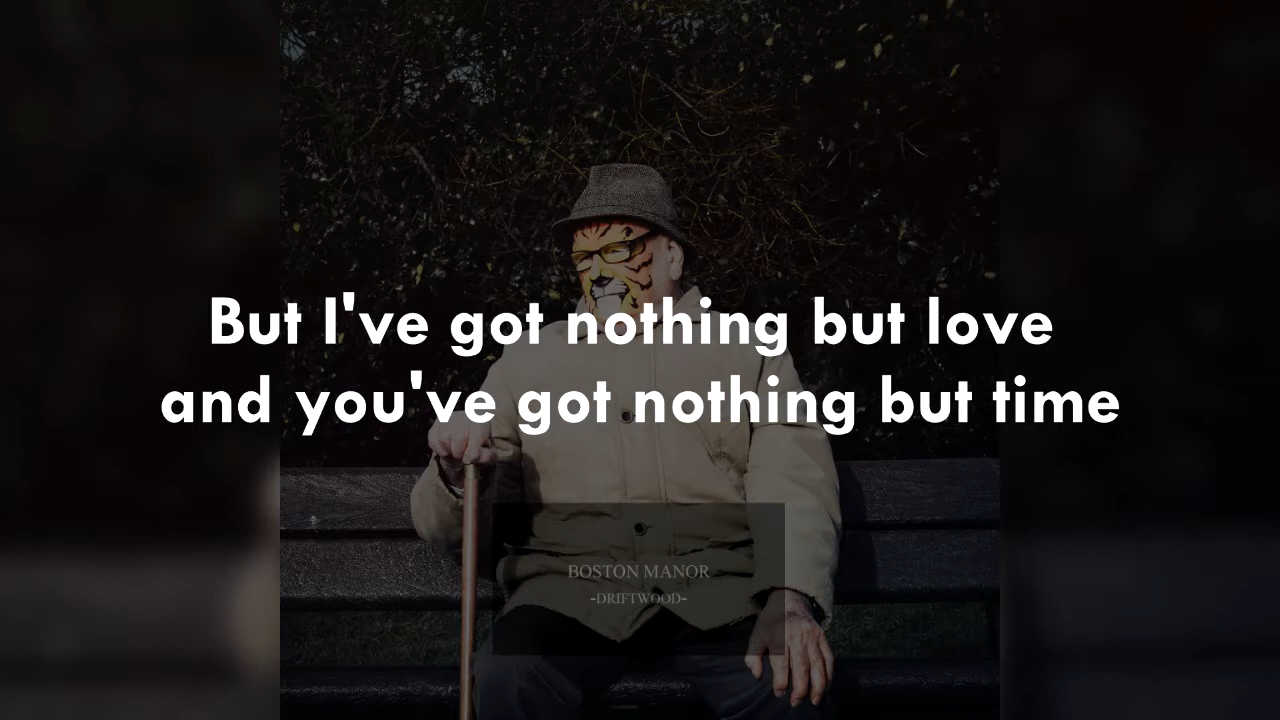 But I've got nothing but love
and you've got nothing but time
BOSTON MANOR
-DRIFTWOOD-